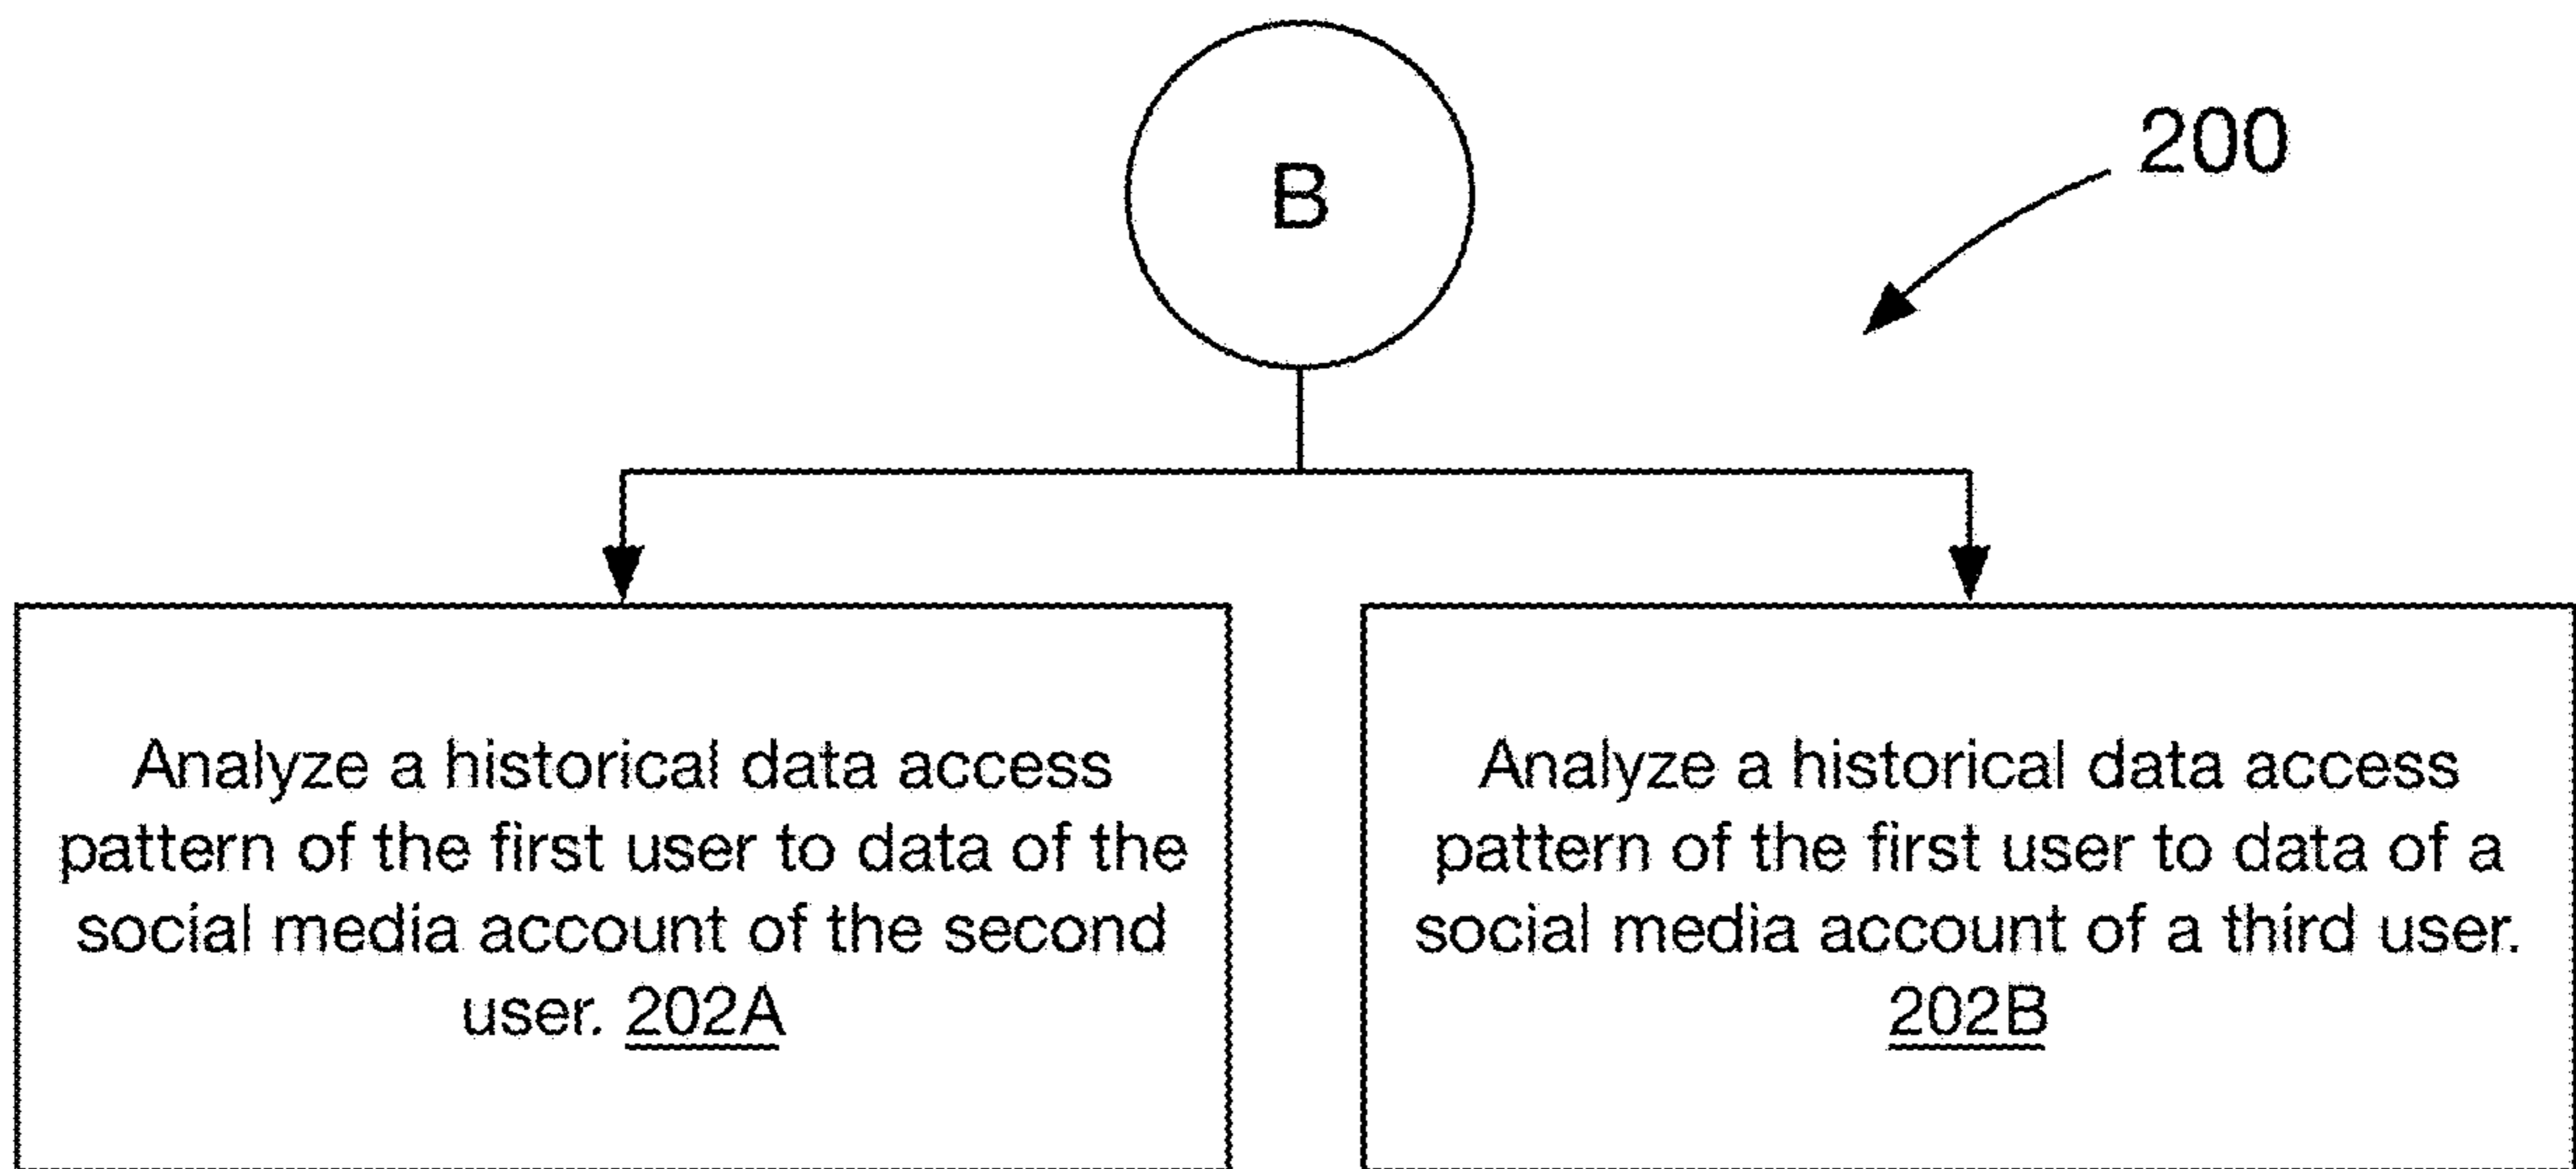 B
200
Analyze a historical data access
pattern of the first user to data of the
social media account of the second
user. 202A
Analyze a historical data access
pattern of the first user to data of a
social media account of a third user.
202B